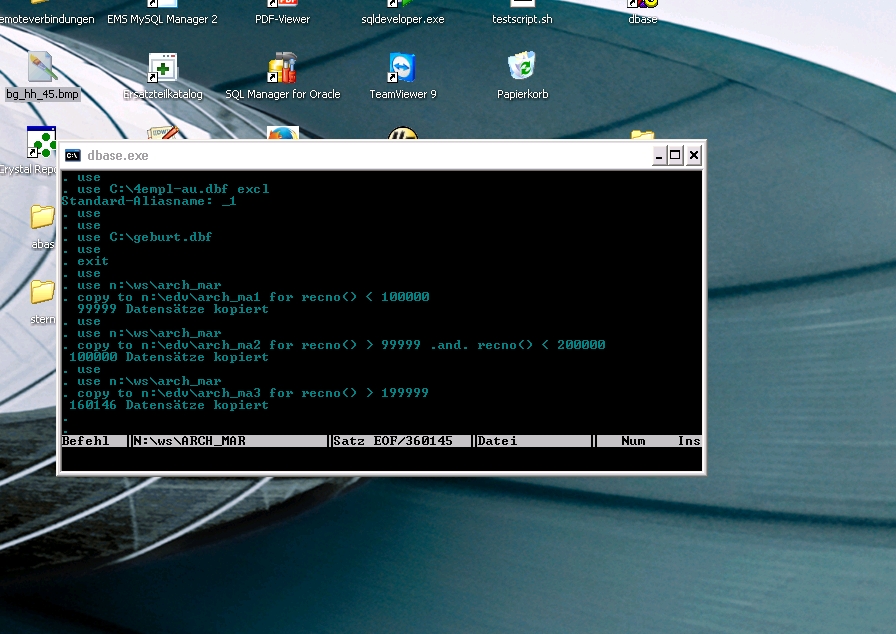 emoteverbindungen EMS MySQL Manager 2 PDF-Viewer sqldeveloper.exe testscript.sh dbase
bg_hh_45.bmp Ersatzteilkatalog SQL Manager for Oracle TeamViewer 9 Papierkorb
Crystal Repo
abas
stern
dbase.exe
. use
. use C:\4empl-au.dbf excl
Standard-Aliasname: _1
. use
. use
. use C:\geburt.dbf
. use
. exit
. use
. use n:\ws\arch_mar
. copy to n:\edv\arch_ma1 for recno() < 100000
99999 Datensätze kopiert
. use
. use n:\ws\arch_mar
. copy to n:\edv\arch_ma2 for recno() > 99999 .and. recno() < 200000
100000 Datensätze kopiert
. use
. use n:\ws\arch_mar
. copy to n:\edv\arch_ma3 for recno() > 199999
160146 Datensätze kopiert
.
.
Befehl ||N:\ws\ARCH_MAR ||Satz EOF/360145 ||Datei || Num Ins